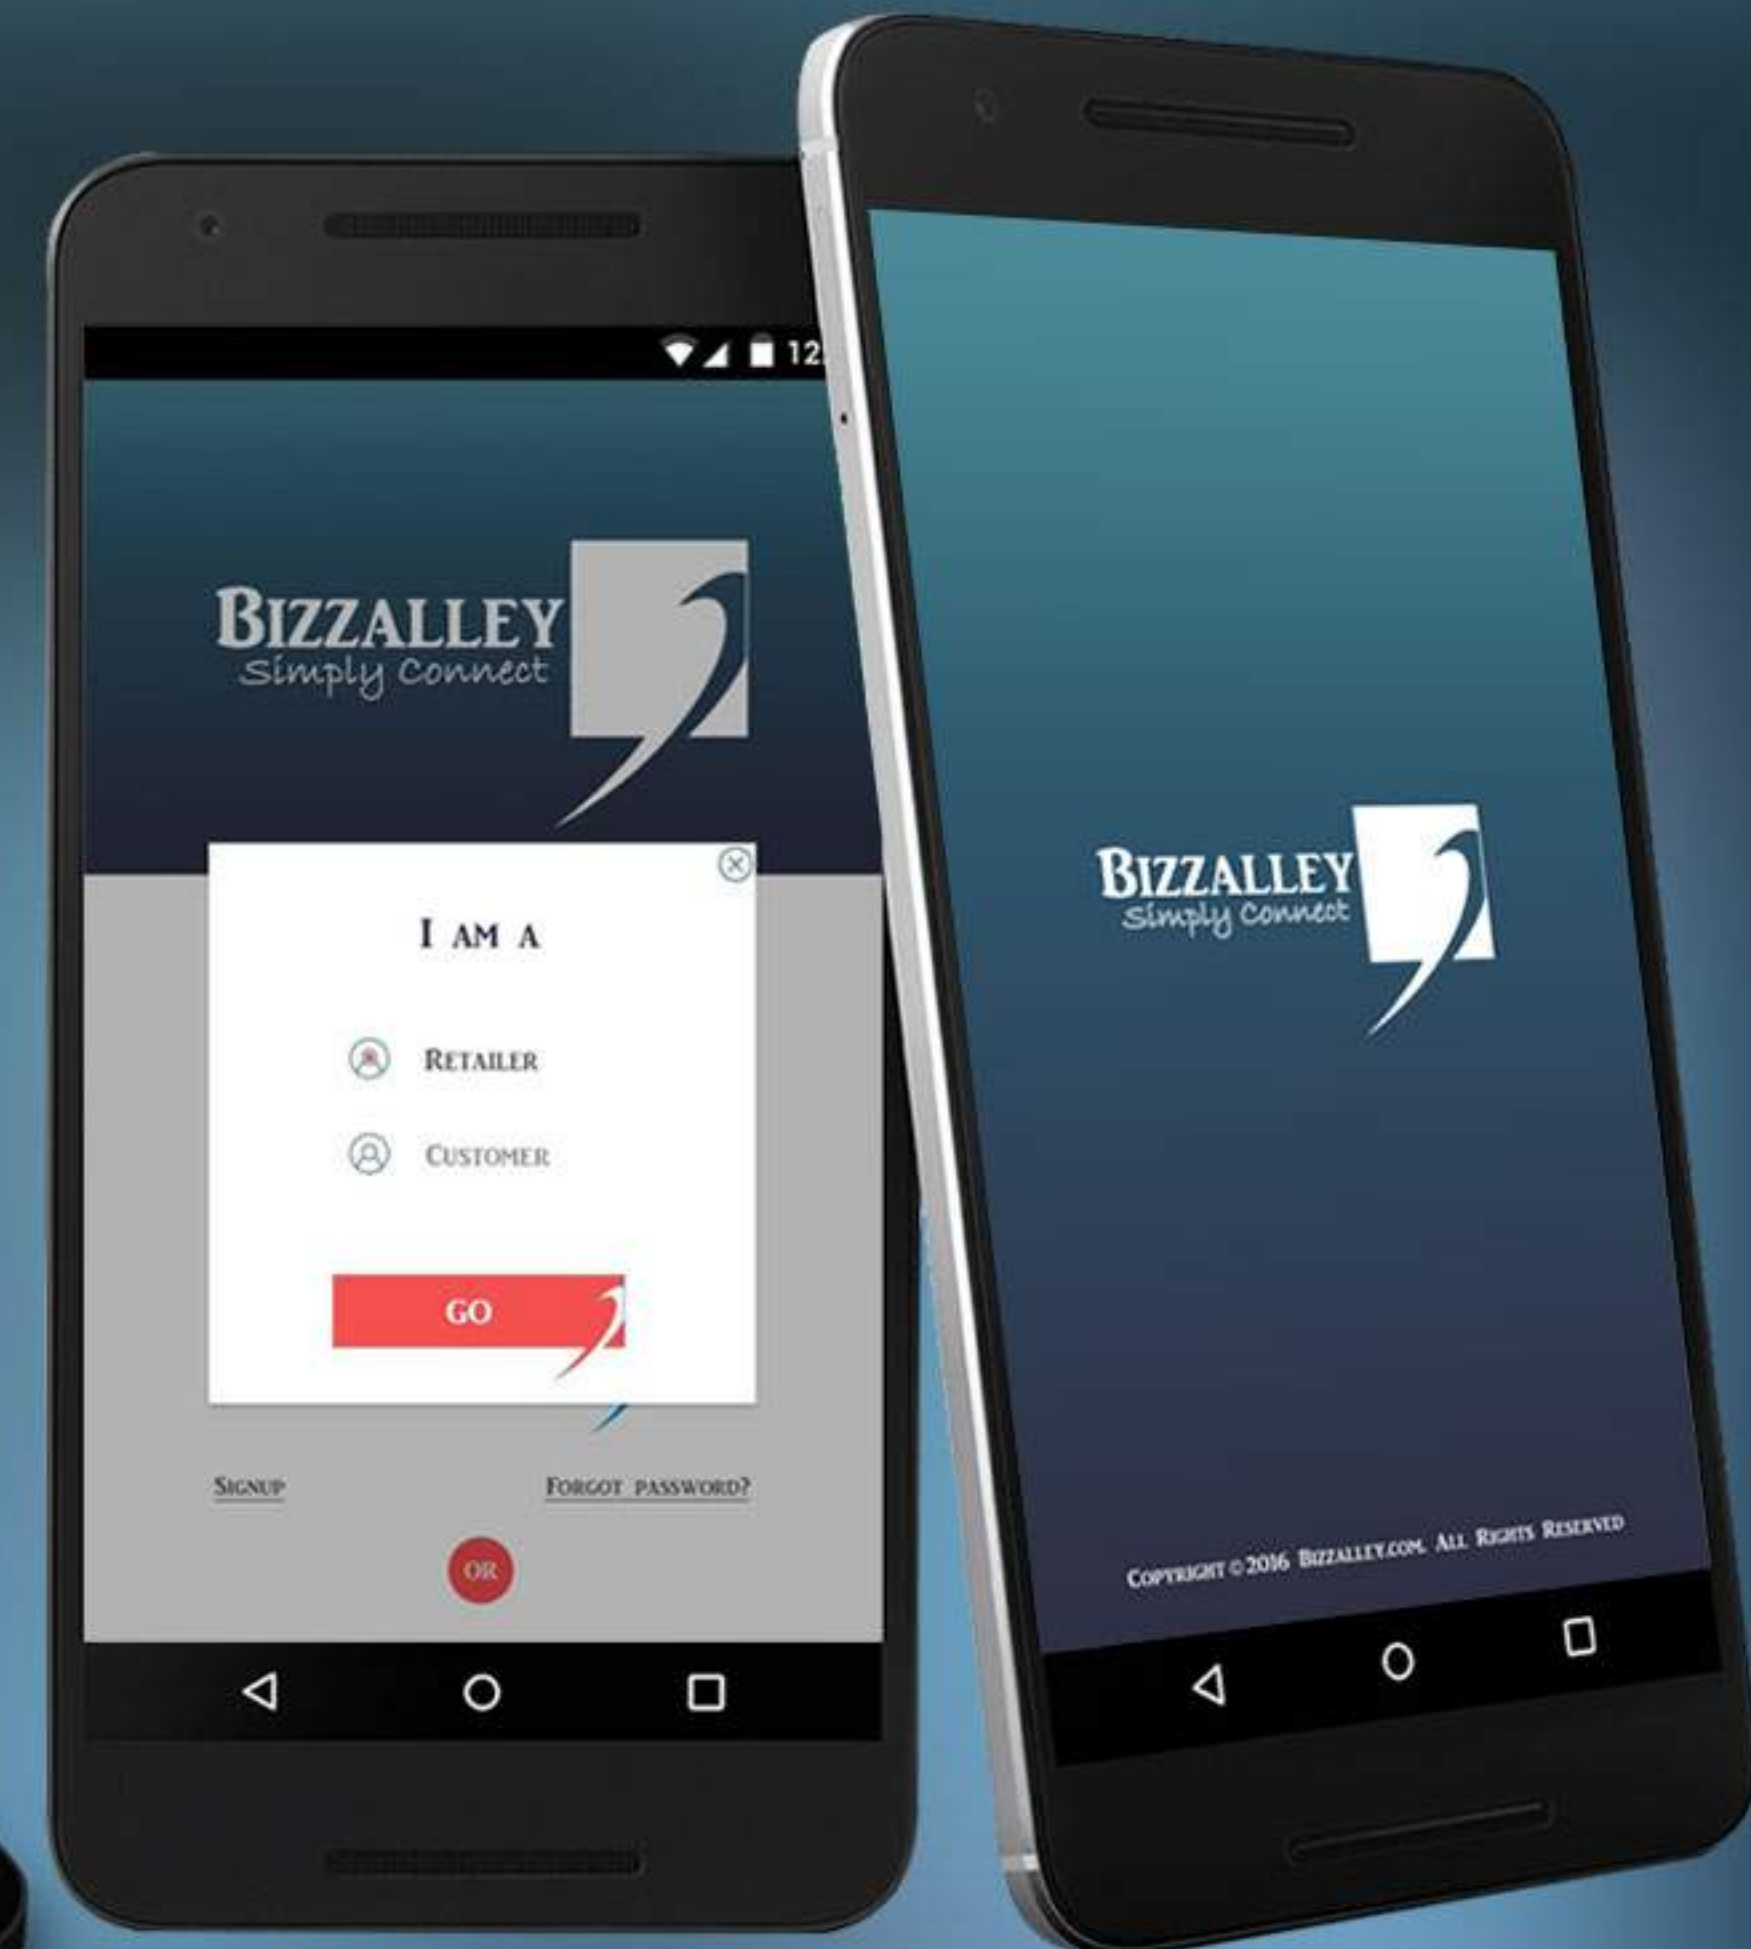 12
BIZZALLEY
Simply Connect
I AM A
RETAILER
CUSTOMER
GO
SIGNUP
FORGOT PASSWORD?
OR
BIZZALLEY
Simply Connect
COPYRIGHT © 2016 BIZZALLEY.COM. ALL RIGHTS RESERVED